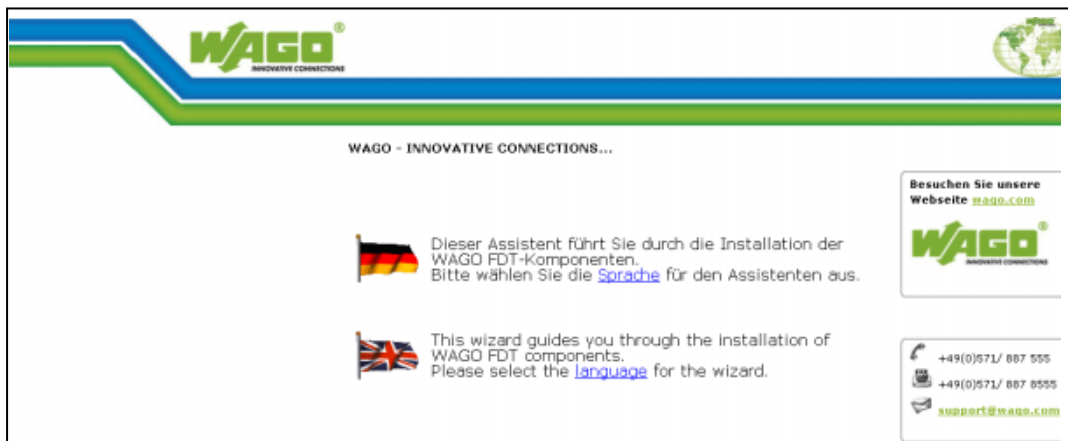 WAGO®
INNOVATIVE CONNECTIONS
WAGO
WAGO - INNOVATIVE CONNECTIONS...
Dieser Assistent führt Sie durch die Installation der
WAGO FDT-Komponenten.
Bitte wählen Sie die Sprache für den Assistenten aus.
This wizard guides you through the installation of
WAGO FDT components.
Please select the language for the wizard.
Besuchen Sie unsere
Webseite wago.com
WAGO®
INNOVATIVE CONNECTIONS
+49(0)571/ 887 555
+49(0)571/ 887 8555
support@wago.com